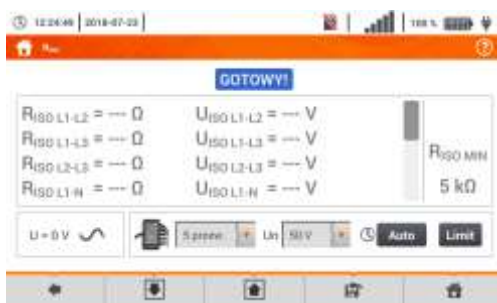 12:24:49 2018-07-23 100 %
RISO
GOTOWY!
RISO L1-L2 = --- Ω UISO L1-L2 = --- V
RISO L1-L3 = --- Ω UISO L1-L3 = --- V
RISO L2-L3 = --- Ω UISO L2-L3 = --- V
RISO L1-N = --- Ω UISO L1-N = --- V
RISO MIN
5 kΩ
U = 0 V Un 50 V Auto Limit